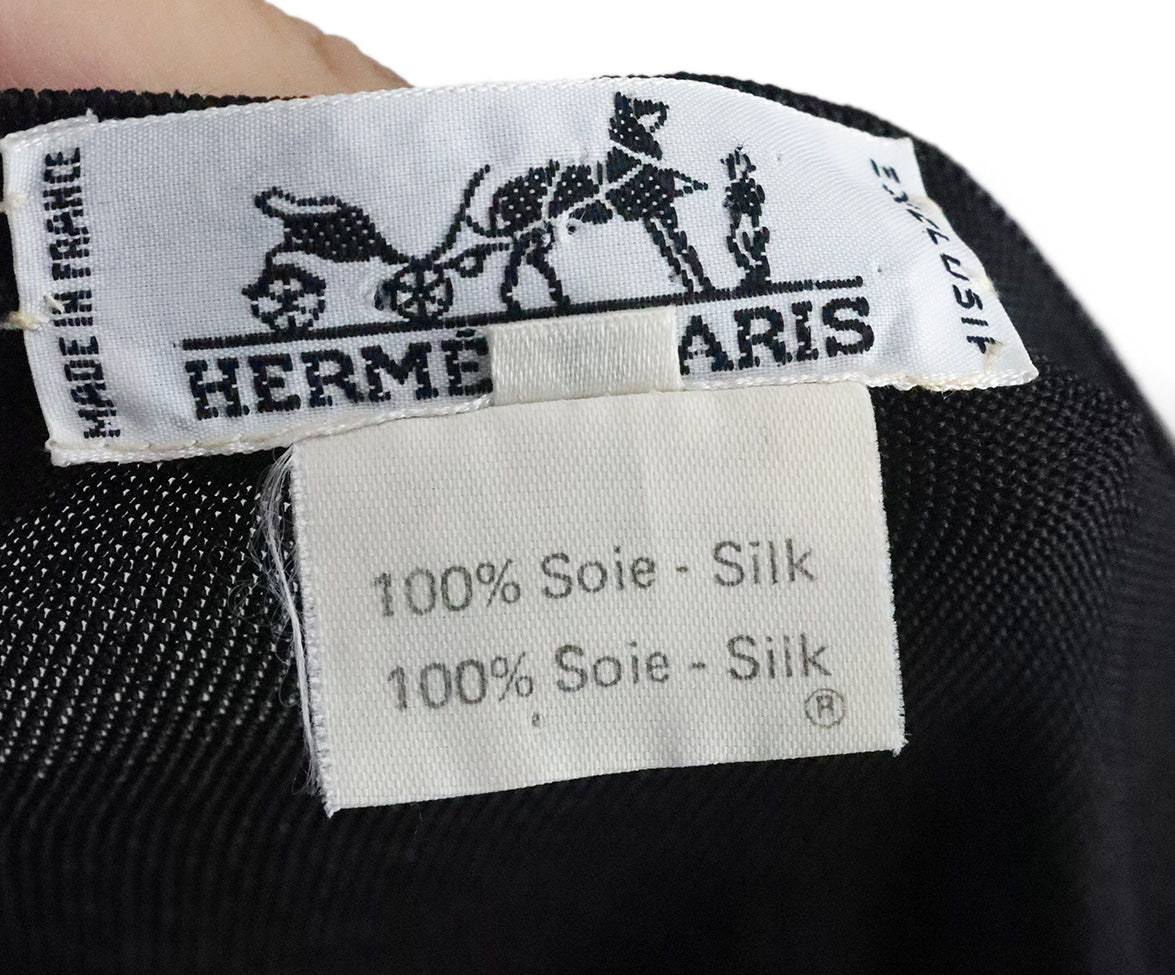 MADE IN FRANCE
HERMÈ ARIS
100% Soie - Silk
100% Soie - Silk
®